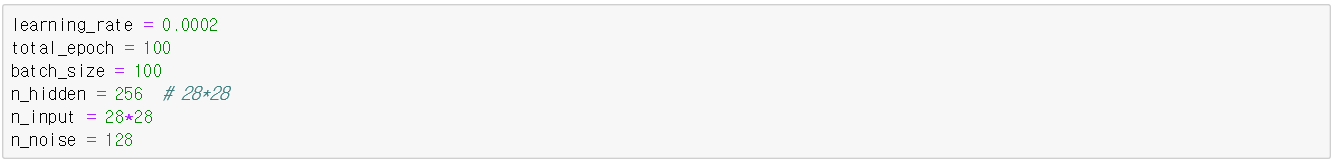 learning_rate = 0.0002
total_epoch = 100
batch_size = 100
n_hidden = 256  # 28*28
n_input = 28*28
n_noise = 128